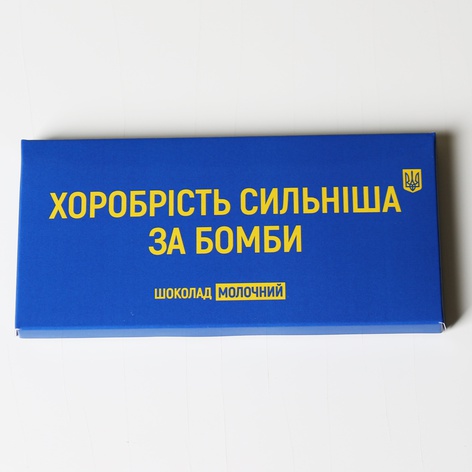 ХОРОБРІСТЬ СИЛЬНІША
ЗА БОМБИ
ШОКОЛАД МОЛОЧНИЙ